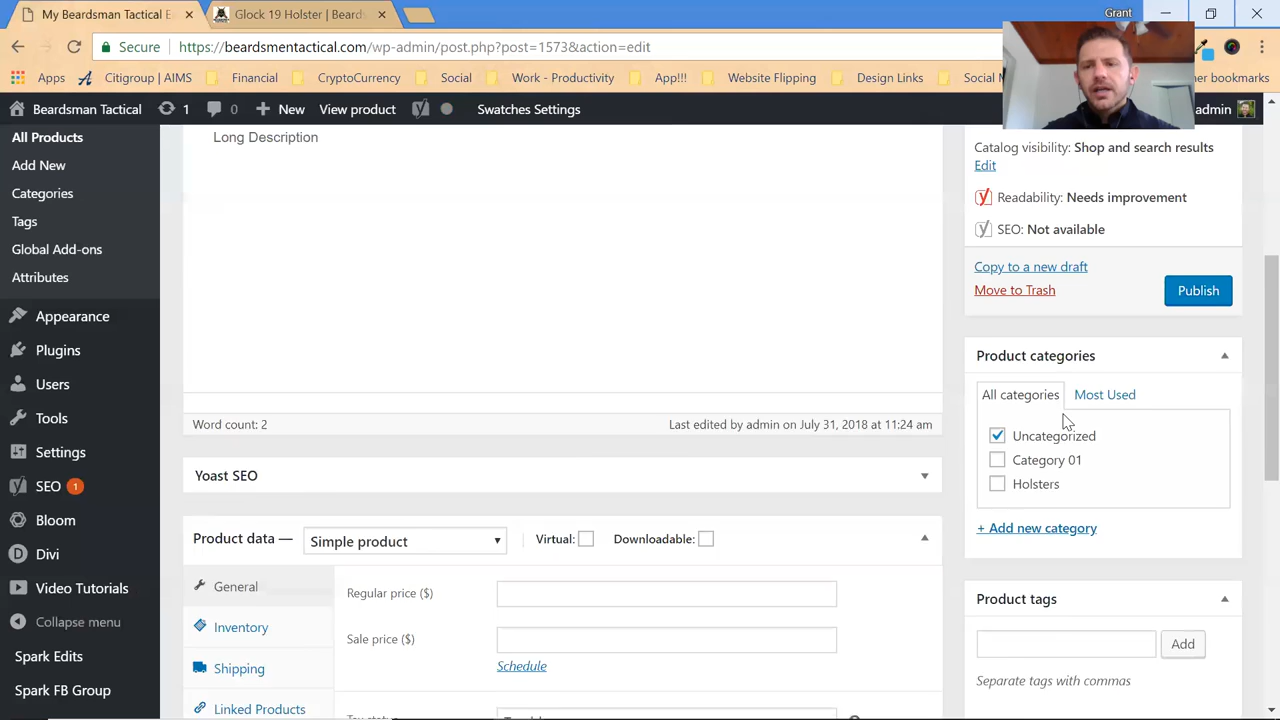 My Beardsman Tactical E
Glock 19 Holster | Beards
Grant
Secure https://beardsmentactical.com/wp-admin/post.php?post=1573&action=edit
Apps Citigroup | AIMS Financial CryptoCurrency Social Work - Productivity App!!! Website Flipping Design Links Social M her bookmarks
Beardsman Tactical 1 0 New View product Swatches Settings admin
All Products
Add New
Categories
Tags
Global Add-ons
Attributes
Appearance
Plugins
Users
Tools
Settings
SEO 1
Bloom
Divi
Video Tutorials
Collapse menu
Spark Edits
Spark FB Group
Long Description
Word count: 2 Last edited by admin on July 31, 2018 at 11:24 am
Yoast SEO
Product data — Simple product Virtual: Downloadable:
General
Inventory
Shipping
Linked Products
Regular price ($)
Sale price ($)
Schedule
Catalog visibility: Shop and search results
Edit
Readability: Needs improvement
SEO: Not available
Copy to a new draft
Move to Trash
Publish
Product categories
All categories Most Used
Uncategorized
Category 01
Holsters
+ Add new category
Product tags
Add
Separate tags with commas